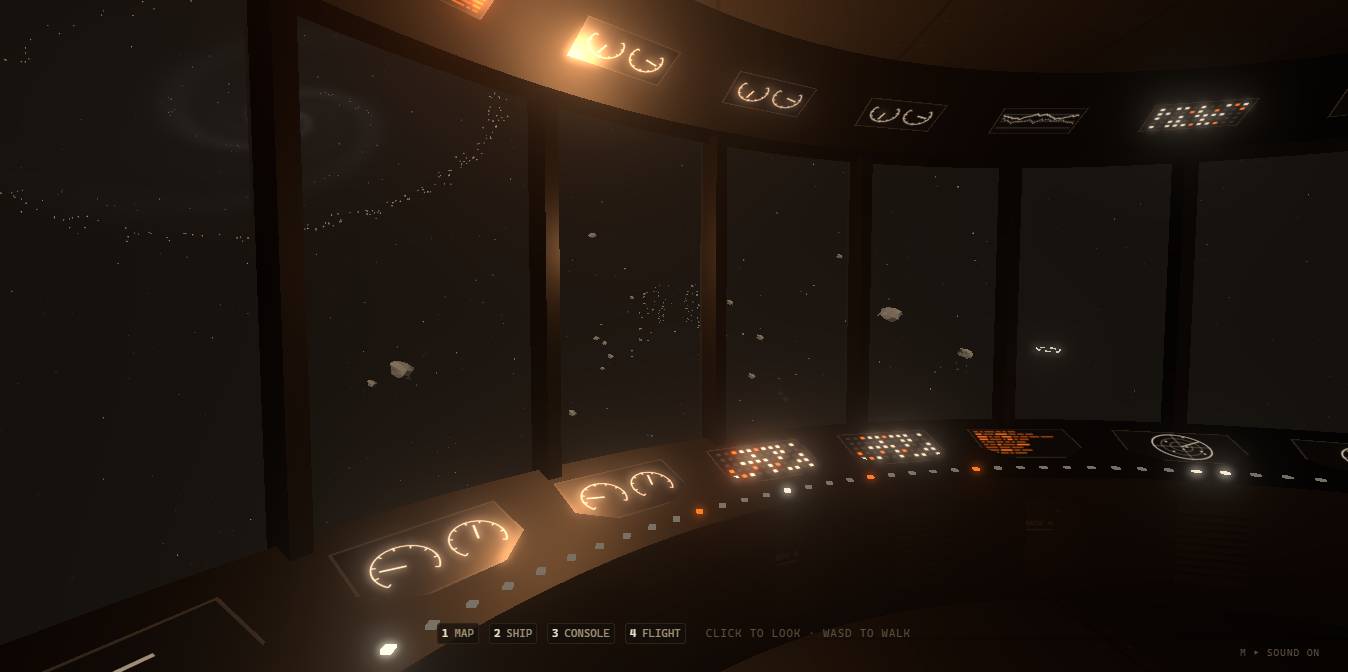 1 MAP 2 SHIP 3 CONSOLE 4 FLIGHT CLICK TO LOOK · WASD TO WALK
M ▸ SOUND ON